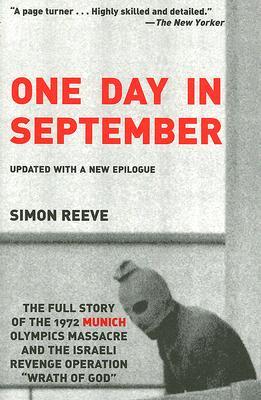 “A page turner . . . Highly skilled and detailed.”
—The New Yorker
ONE DAY IN
SEPTEMBER
UPDATED WITH A NEW EPILOGUE
SIMON REEVE
THE FULL STORY
OF THE 1972 MUNICH
OLYMPICS MASSACRE
AND THE ISRAELI
REVENGE OPERATION
“WRATH OF GOD”